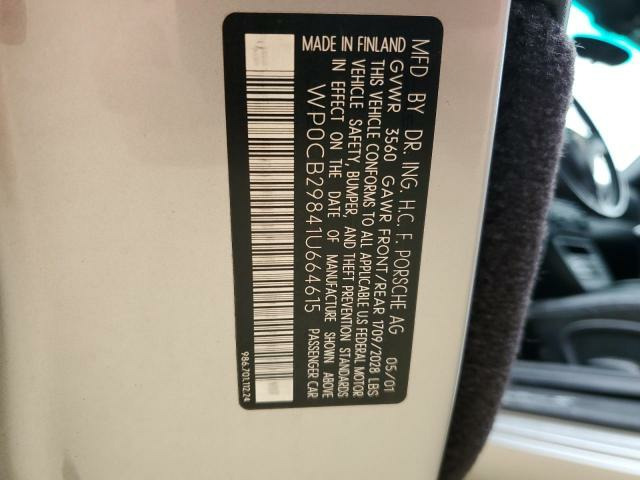 MFD BY DR. ING. H.C. F. PORSCHE AG 05/01
MADE IN FINLAND
GVWR 3560 GAWR FRONT/REAR 1709/2028 LBS
THIS VEHICLE CONFORMS TO ALL APPLICABLE US FEDERAL MOTOR
VEHICLE SAFETY, BUMPER, AND THEFT PREVENTION STANDARDS
IN EFFECT ON THE DATE OF MANUFACTURE SHOWN ABOVE
WP0CB29841U664615 PASSENGER CAR
986.701.112.24